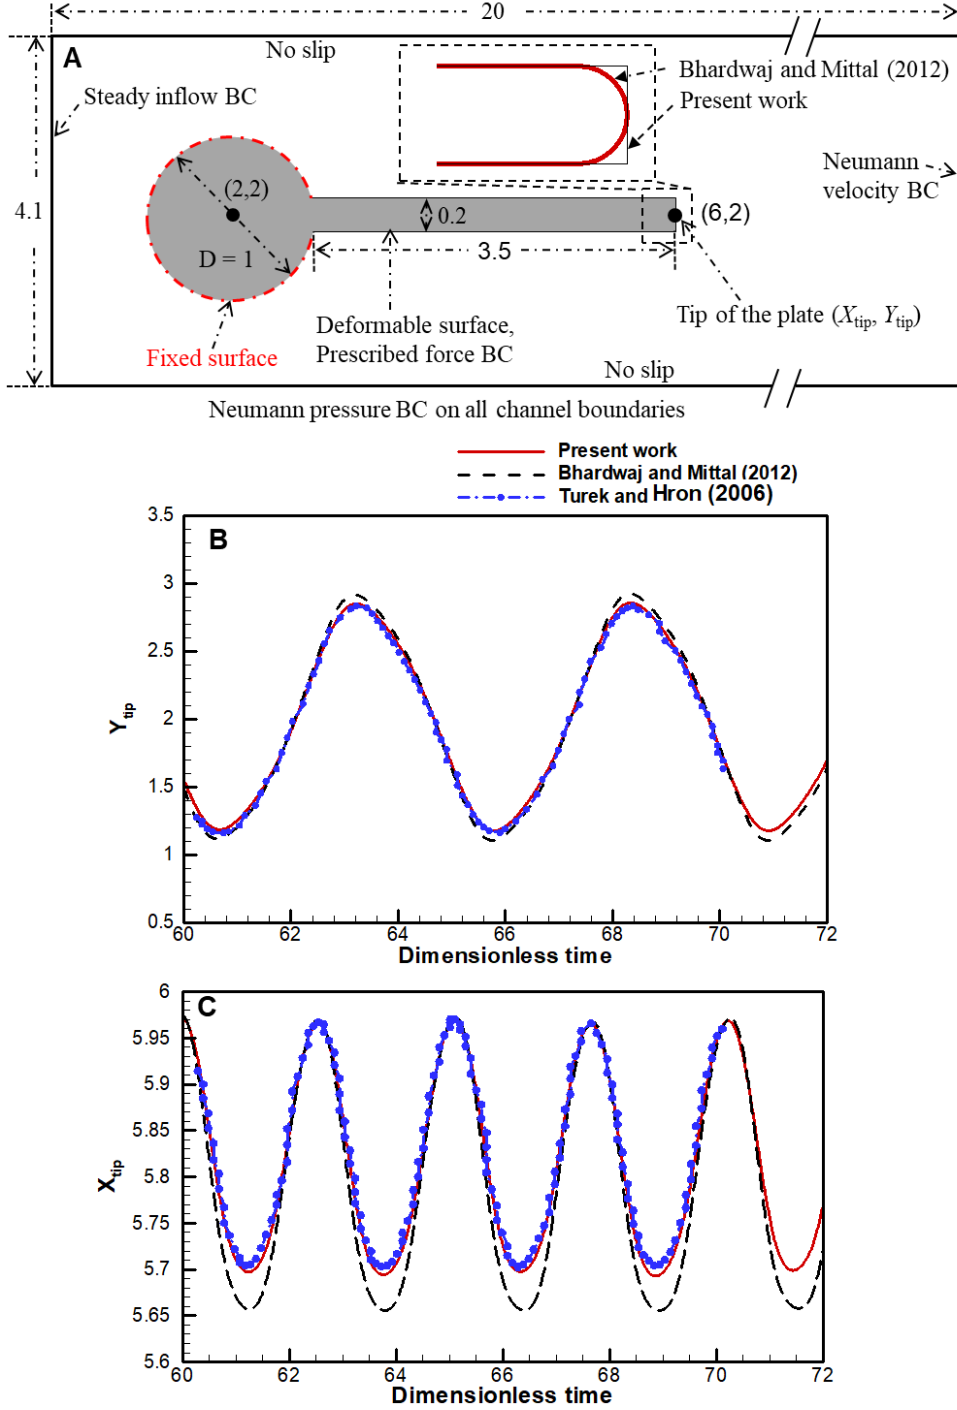 20
A
No slip
Bhardwaj and Mittal (2012)
Steady inflow BC
Present work
Neumann
velocity BC
(2,2)
4.1
0.2
(6,2)
D = 1
3.5
Tip of the plate (Xtip, Ytip)
Deformable surface,
Prescribed force BC
Fixed surface
No slip
Neumann pressure BC on all channel boundaries
Present work
Bhardwaj and Mittal (2012)
Turek and Hron (2006)
B
3.5
3
2.5
2
1.5
1
0.5
Ytip
60 62 64 66 68 70 72
Dimensionless time
C
6
5.95
5.9
5.85
5.8
5.75
5.7
5.65
5.6
Xtip
60 62 64 66 68 70 72
Dimensionless time